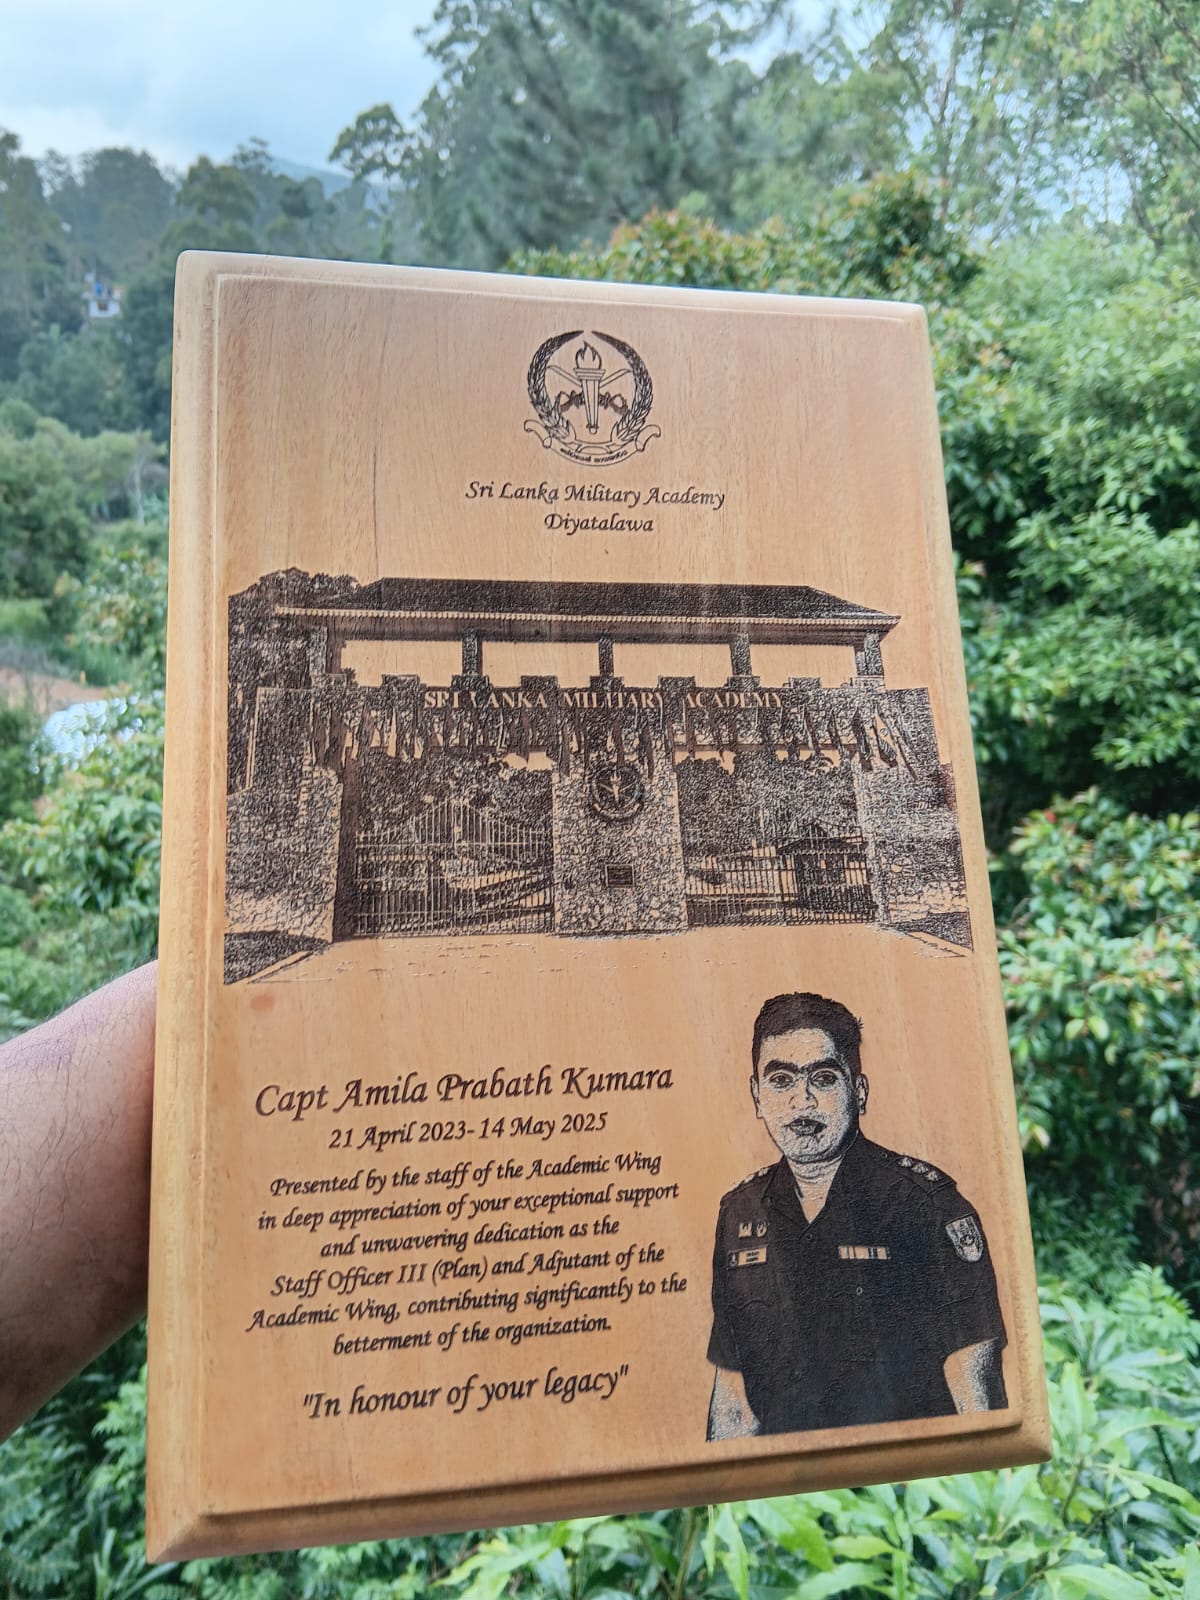 Sri Lanka Military Academy
Diyatalawa
SRI LANKA MILITARY ACADEMY
Capt Amila Prabath Kumara
21 April 2023-14 May 2025
Presented by the staff of the Academic Wing
in deep appreciation of your exceptional support
and unwavering dedication as the
Staff Officer III (Plan) and Adjutant of the
Academic Wing, contributing significantly to the
betterment of the organization.
"In honour of your legacy"